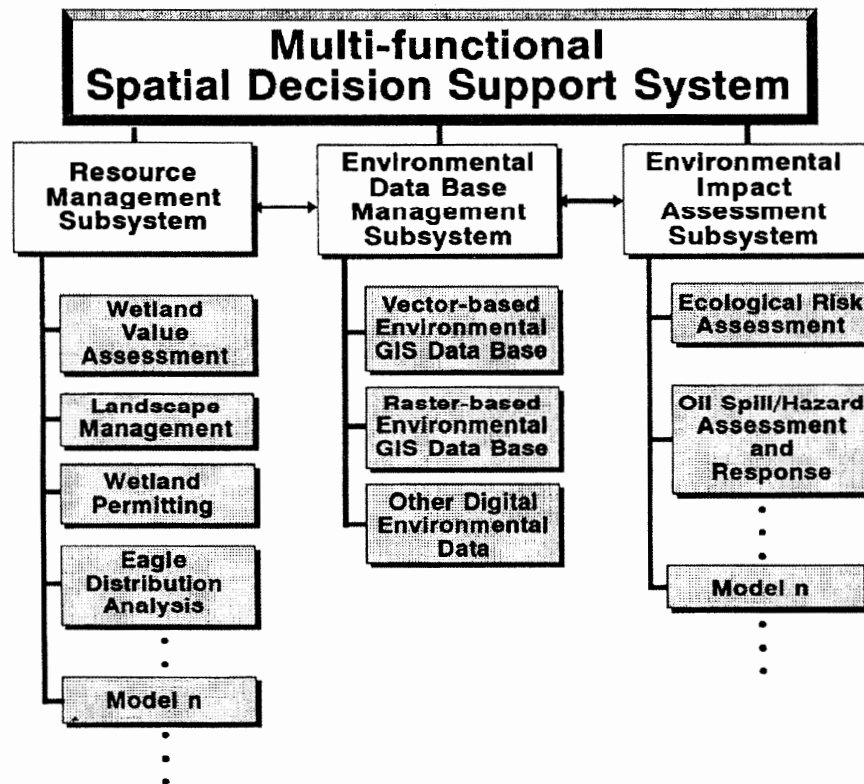 Multi-functional
Spatial Decision Support System
Resource
Management
Subsystem
Wetland
Value
Assessment
Landscape
Management
Wetland
Permitting
Eagle
Distribution
Analysis
Model n
Environmental
Data Base
Management
Subsystem
Vector-based
Environmental
GIS Data Base
Raster-based
Environmental
GIS Data Base
Other Digital
Environmental
Data
Environmental
Impact
Assessment
Subsystem
Ecological Risk
Assessment
Oil Spill/Hazard
Assessment
and
Response
Model n